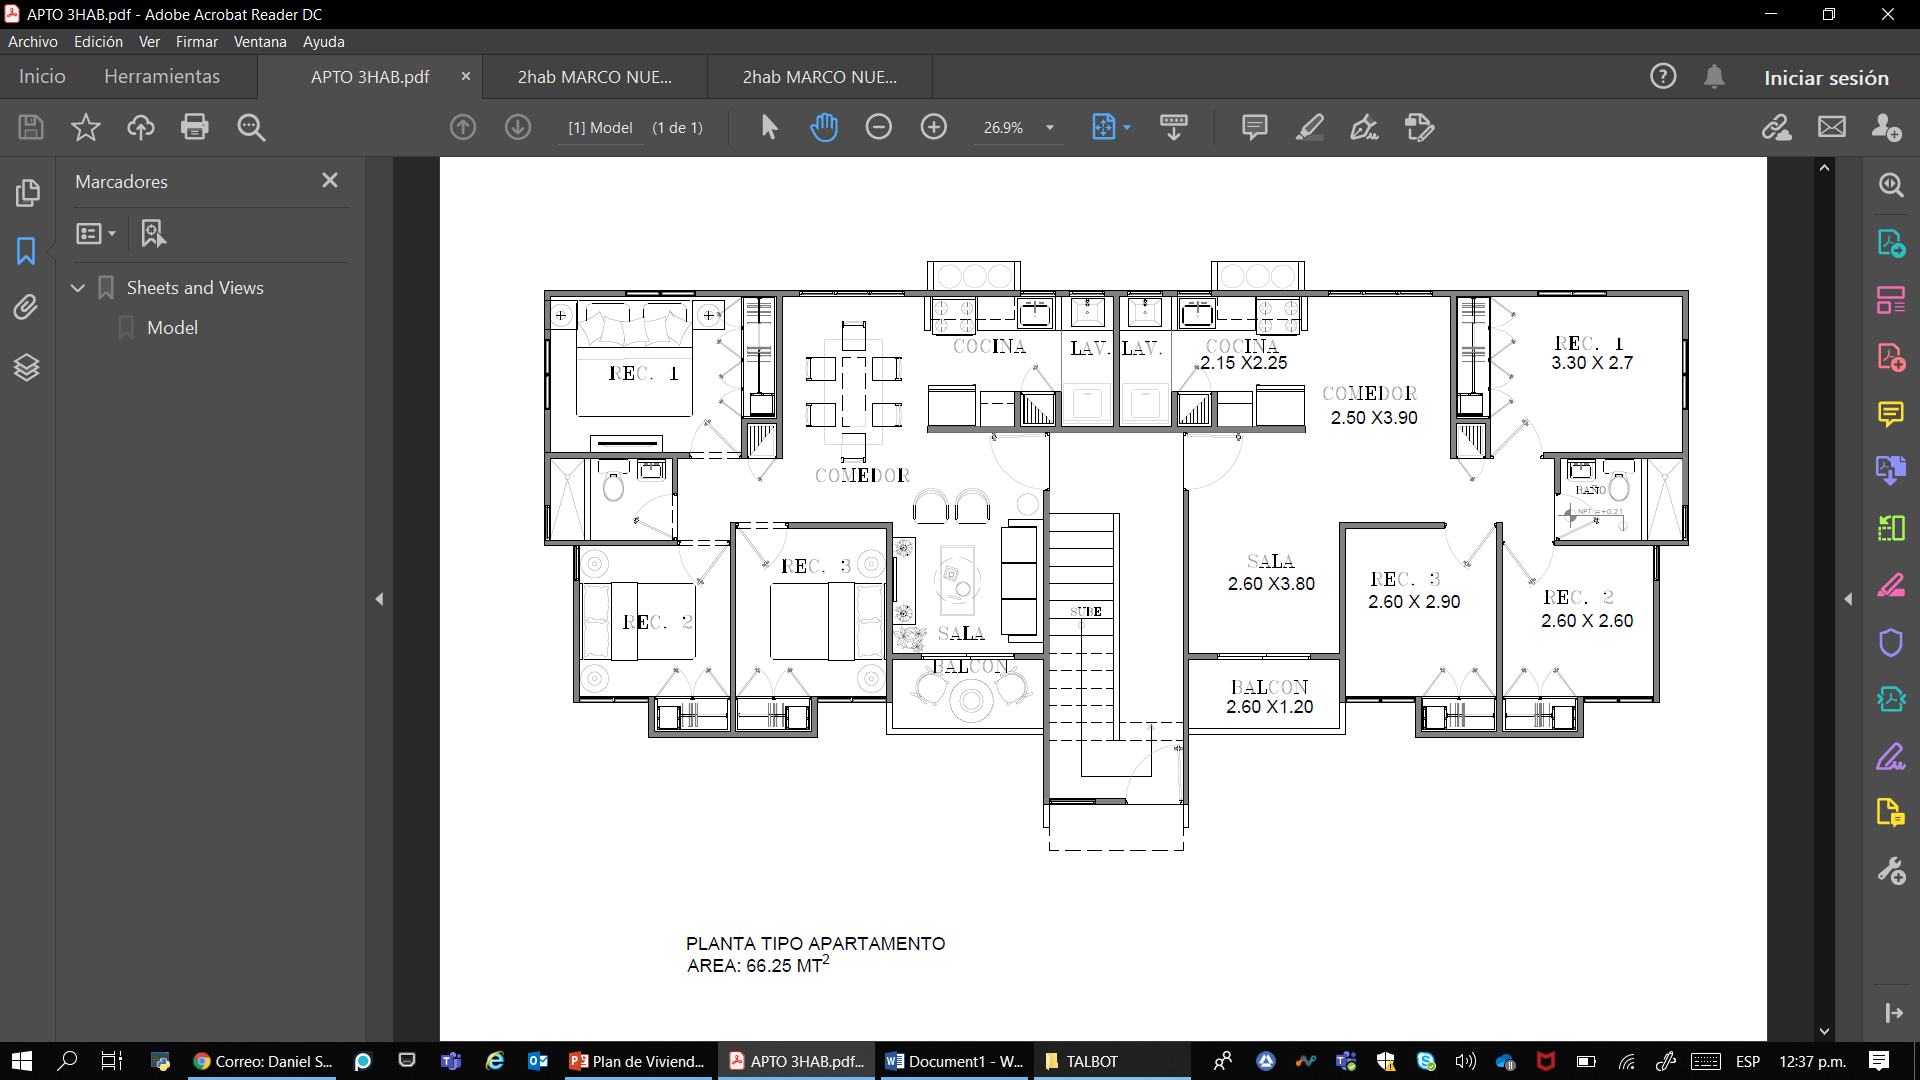 APTO 3HAB.pdf - Adobe Acrobat Reader DC
Archivo Edición Ver Firmar Ventana Ayuda
Inicio Herramientas APTO 3HAB.pdf 2hab MARCO NUE... 2hab MARCO NUE... Iniciar sesión
[1] Model (1 de 1) 26.9%
Marcadores
Sheets and Views
Model
REC. 1
COCINA
LAV.
LAV.
COCINA
2.15 X2.25
REC. 1
3.30 X 2.7
COMEDOR
2.50 X3.90
COMEDOR
BAÑO
NPT =+0.21
REC. 3
SALA
2.60 X3.80
REC. 3
2.60 X 2.90
REC. 2
2.60 X 2.60
REC. 2
SUBE
SALA
BALCON
BALCON
2.60 X1.20
PLANTA TIPO APARTAMENTO
AREA: 66.25 MT2
Correo: Daniel S... Plan de Viviend... APTO 3HAB.pdf... Document1 - W... TALBOT ESP 12:37 p.m.